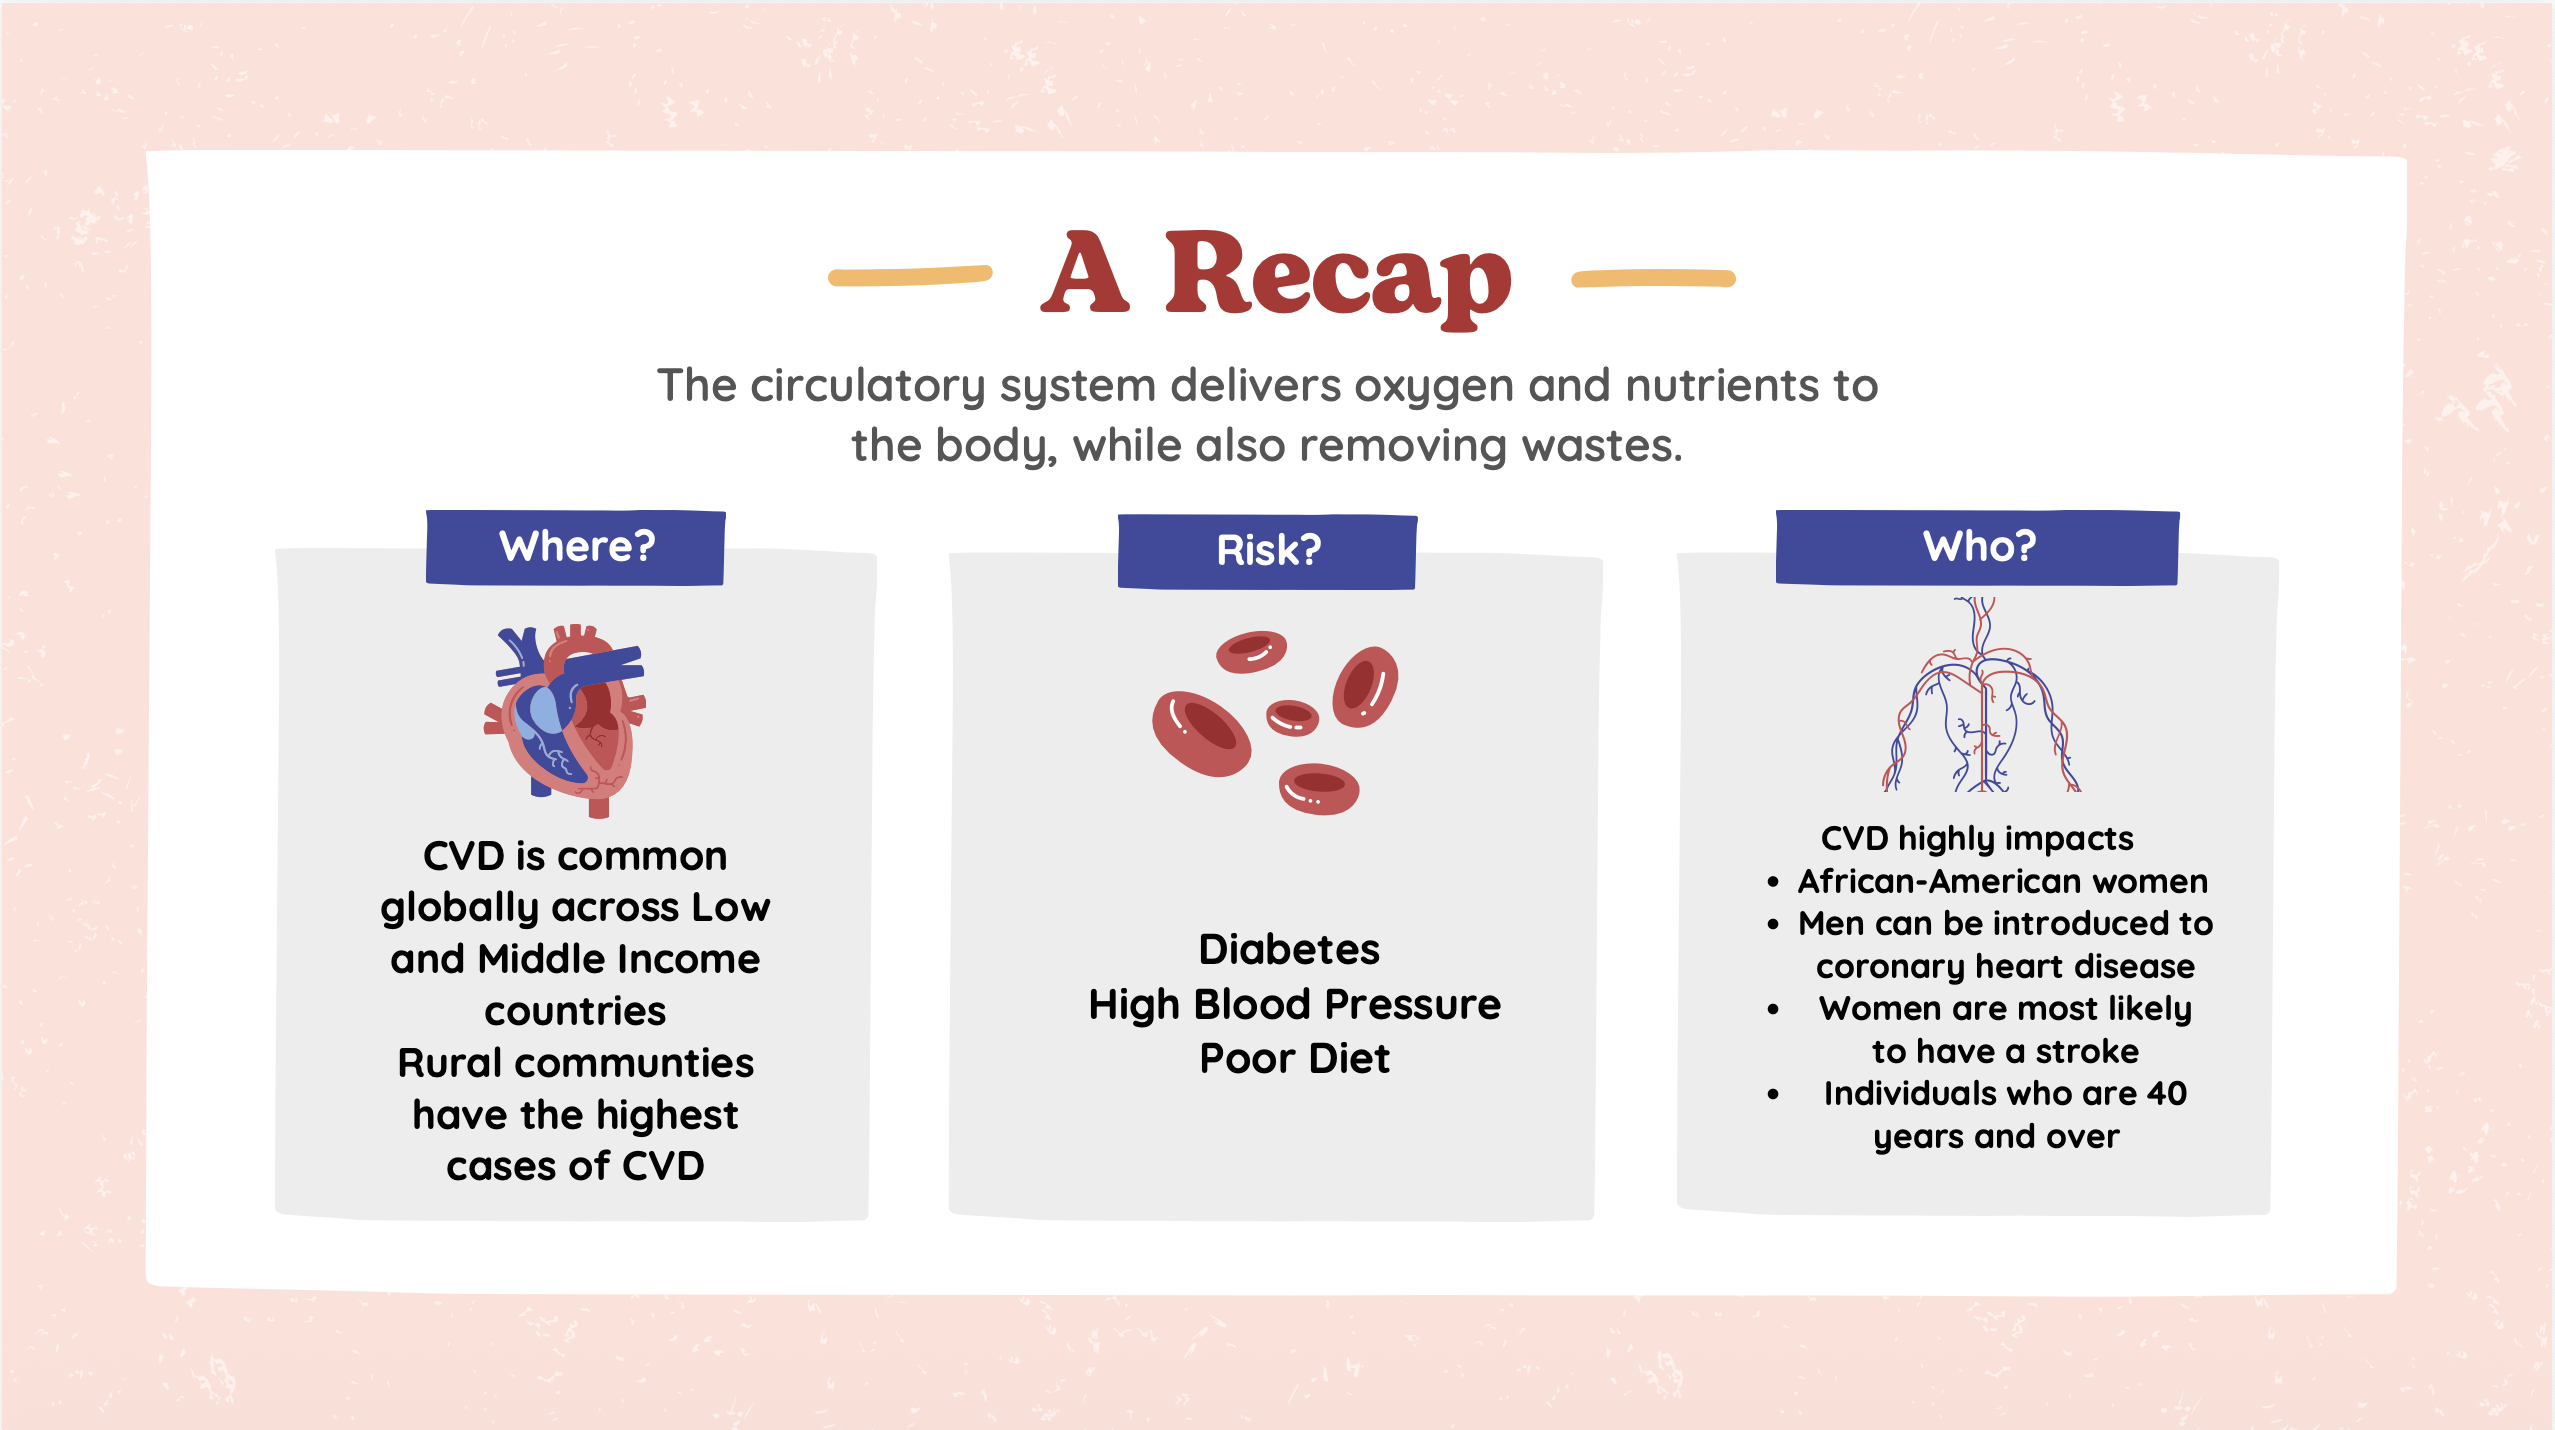 A Recap
The circulatory system delivers oxygen and nutrients to
the body, while also removing wastes.
Where?
CVD is common
globally across Low
and Middle Income
countries
Rural communties
have the highest
cases of CVD
Risk?
Diabetes
High Blood Pressure
Poor Diet
Who?
CVD highly impacts
• African-American women
• Men can be introduced to
coronary heart disease
• Women are most likely
to have a stroke
• Individuals who are 40
years and over